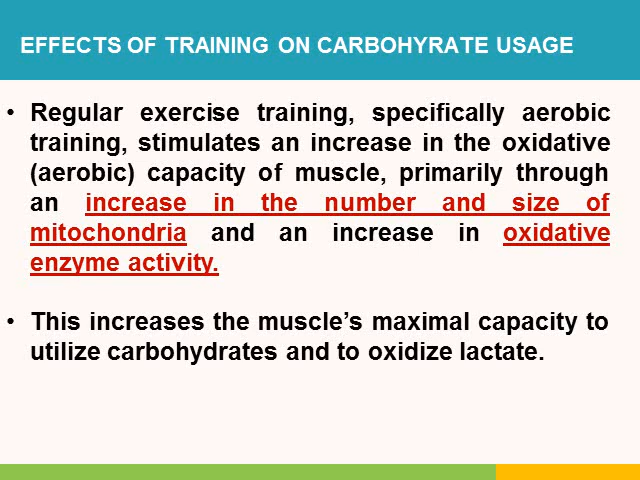 EFFECTS OF TRAINING ON CARBOHYRATE USAGE
• Regular exercise training, specifically aerobic
training, stimulates an increase in the oxidative
(aerobic) capacity of muscle, primarily through
an increase in the number and size of
mitochondria and an increase in oxidative
enzyme activity.
• This increases the muscle’s maximal capacity to
utilize carbohydrates and to oxidize lactate.